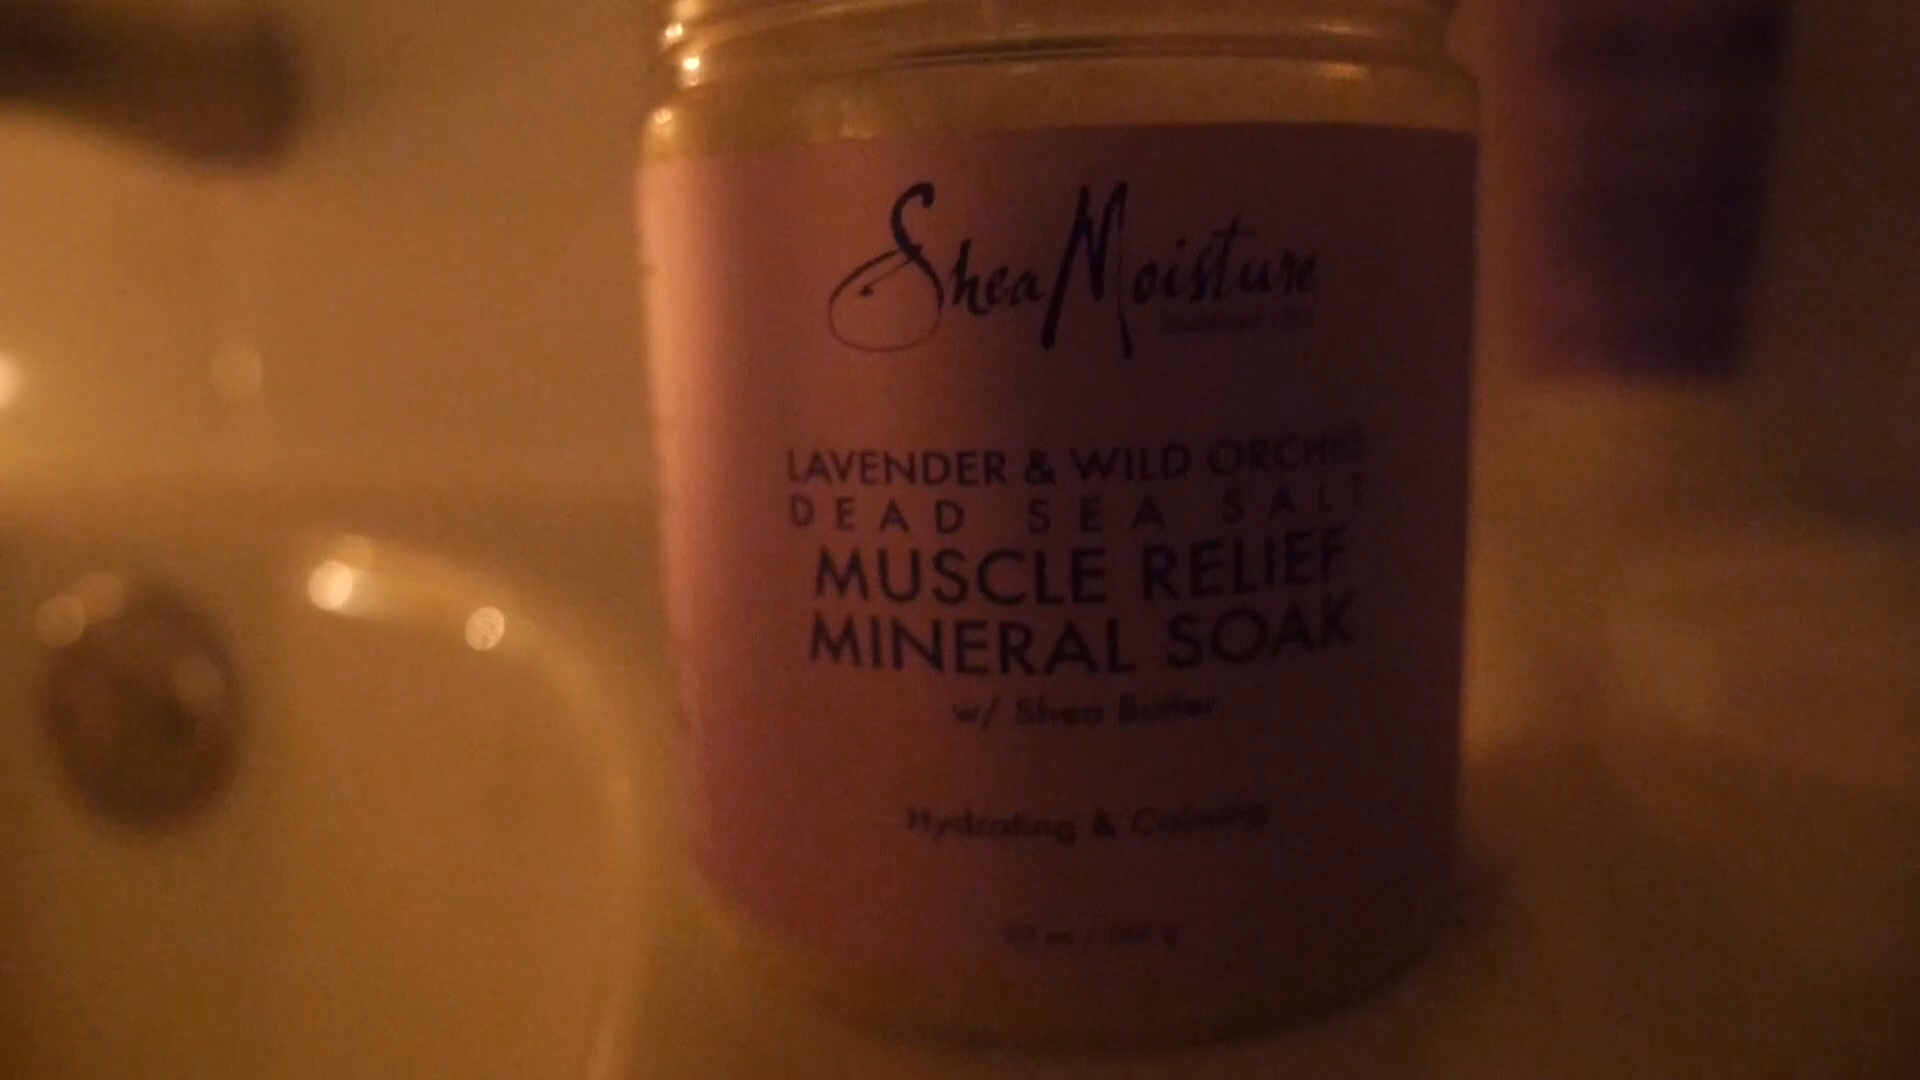 SheaMoisture
LAVENDER & WILD ORCHID
DEAD SEA SALT
MUSCLE RELIEF
MINERAL SOAK
w/ Shea Butter
Hydrating & Calming